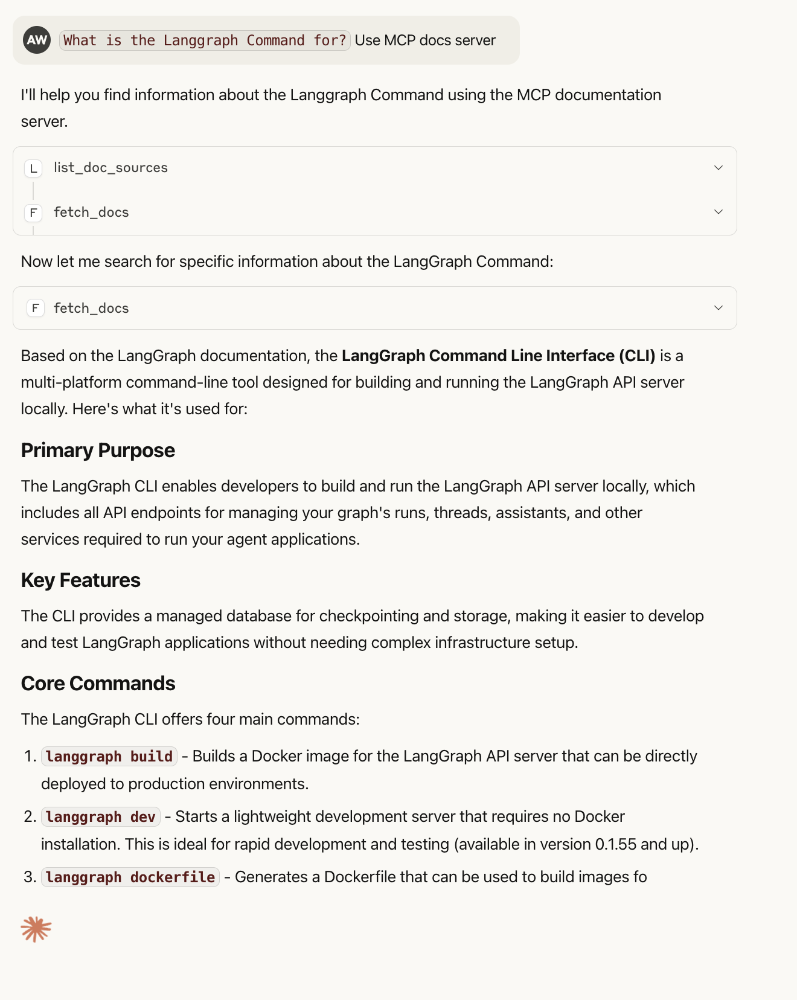 AW What is the Langgraph Command for? Use MCP docs server
I'll help you find information about the Langgraph Command using the MCP documentation
server.
L list_doc_sources
F fetch_docs
Now let me search for specific information about the LangGraph Command:
F fetch_docs
Based on the LangGraph documentation, the LangGraph Command Line Interface (CLI) is a
multi-platform command-line tool designed for building and running the LangGraph API server
locally. Here's what it's used for:
Primary Purpose
The LangGraph CLI enables developers to build and run the LangGraph API server locally, which
includes all API endpoints for managing your graph's runs, threads, assistants, and other
services required to run your agent applications.
Key Features
The CLI provides a managed database for checkpointing and storage, making it easier to develop
and test LangGraph applications without needing complex infrastructure setup.
Core Commands
The LangGraph CLI offers four main commands:
1. langgraph build - Builds a Docker image for the LangGraph API server that can be directly
deployed to production environments.
2. langgraph dev - Starts a lightweight development server that requires no Docker
installation. This is ideal for rapid development and testing (available in version 0.1.55 and up).
3. langgraph dockerfile - Generates a Dockerfile that can be used to build images fo